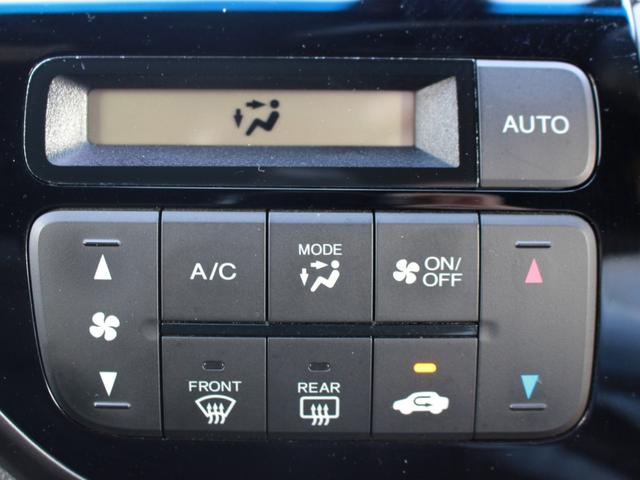 AUTO
A/C
MODE
ON/
OFF
FRONT
REAR